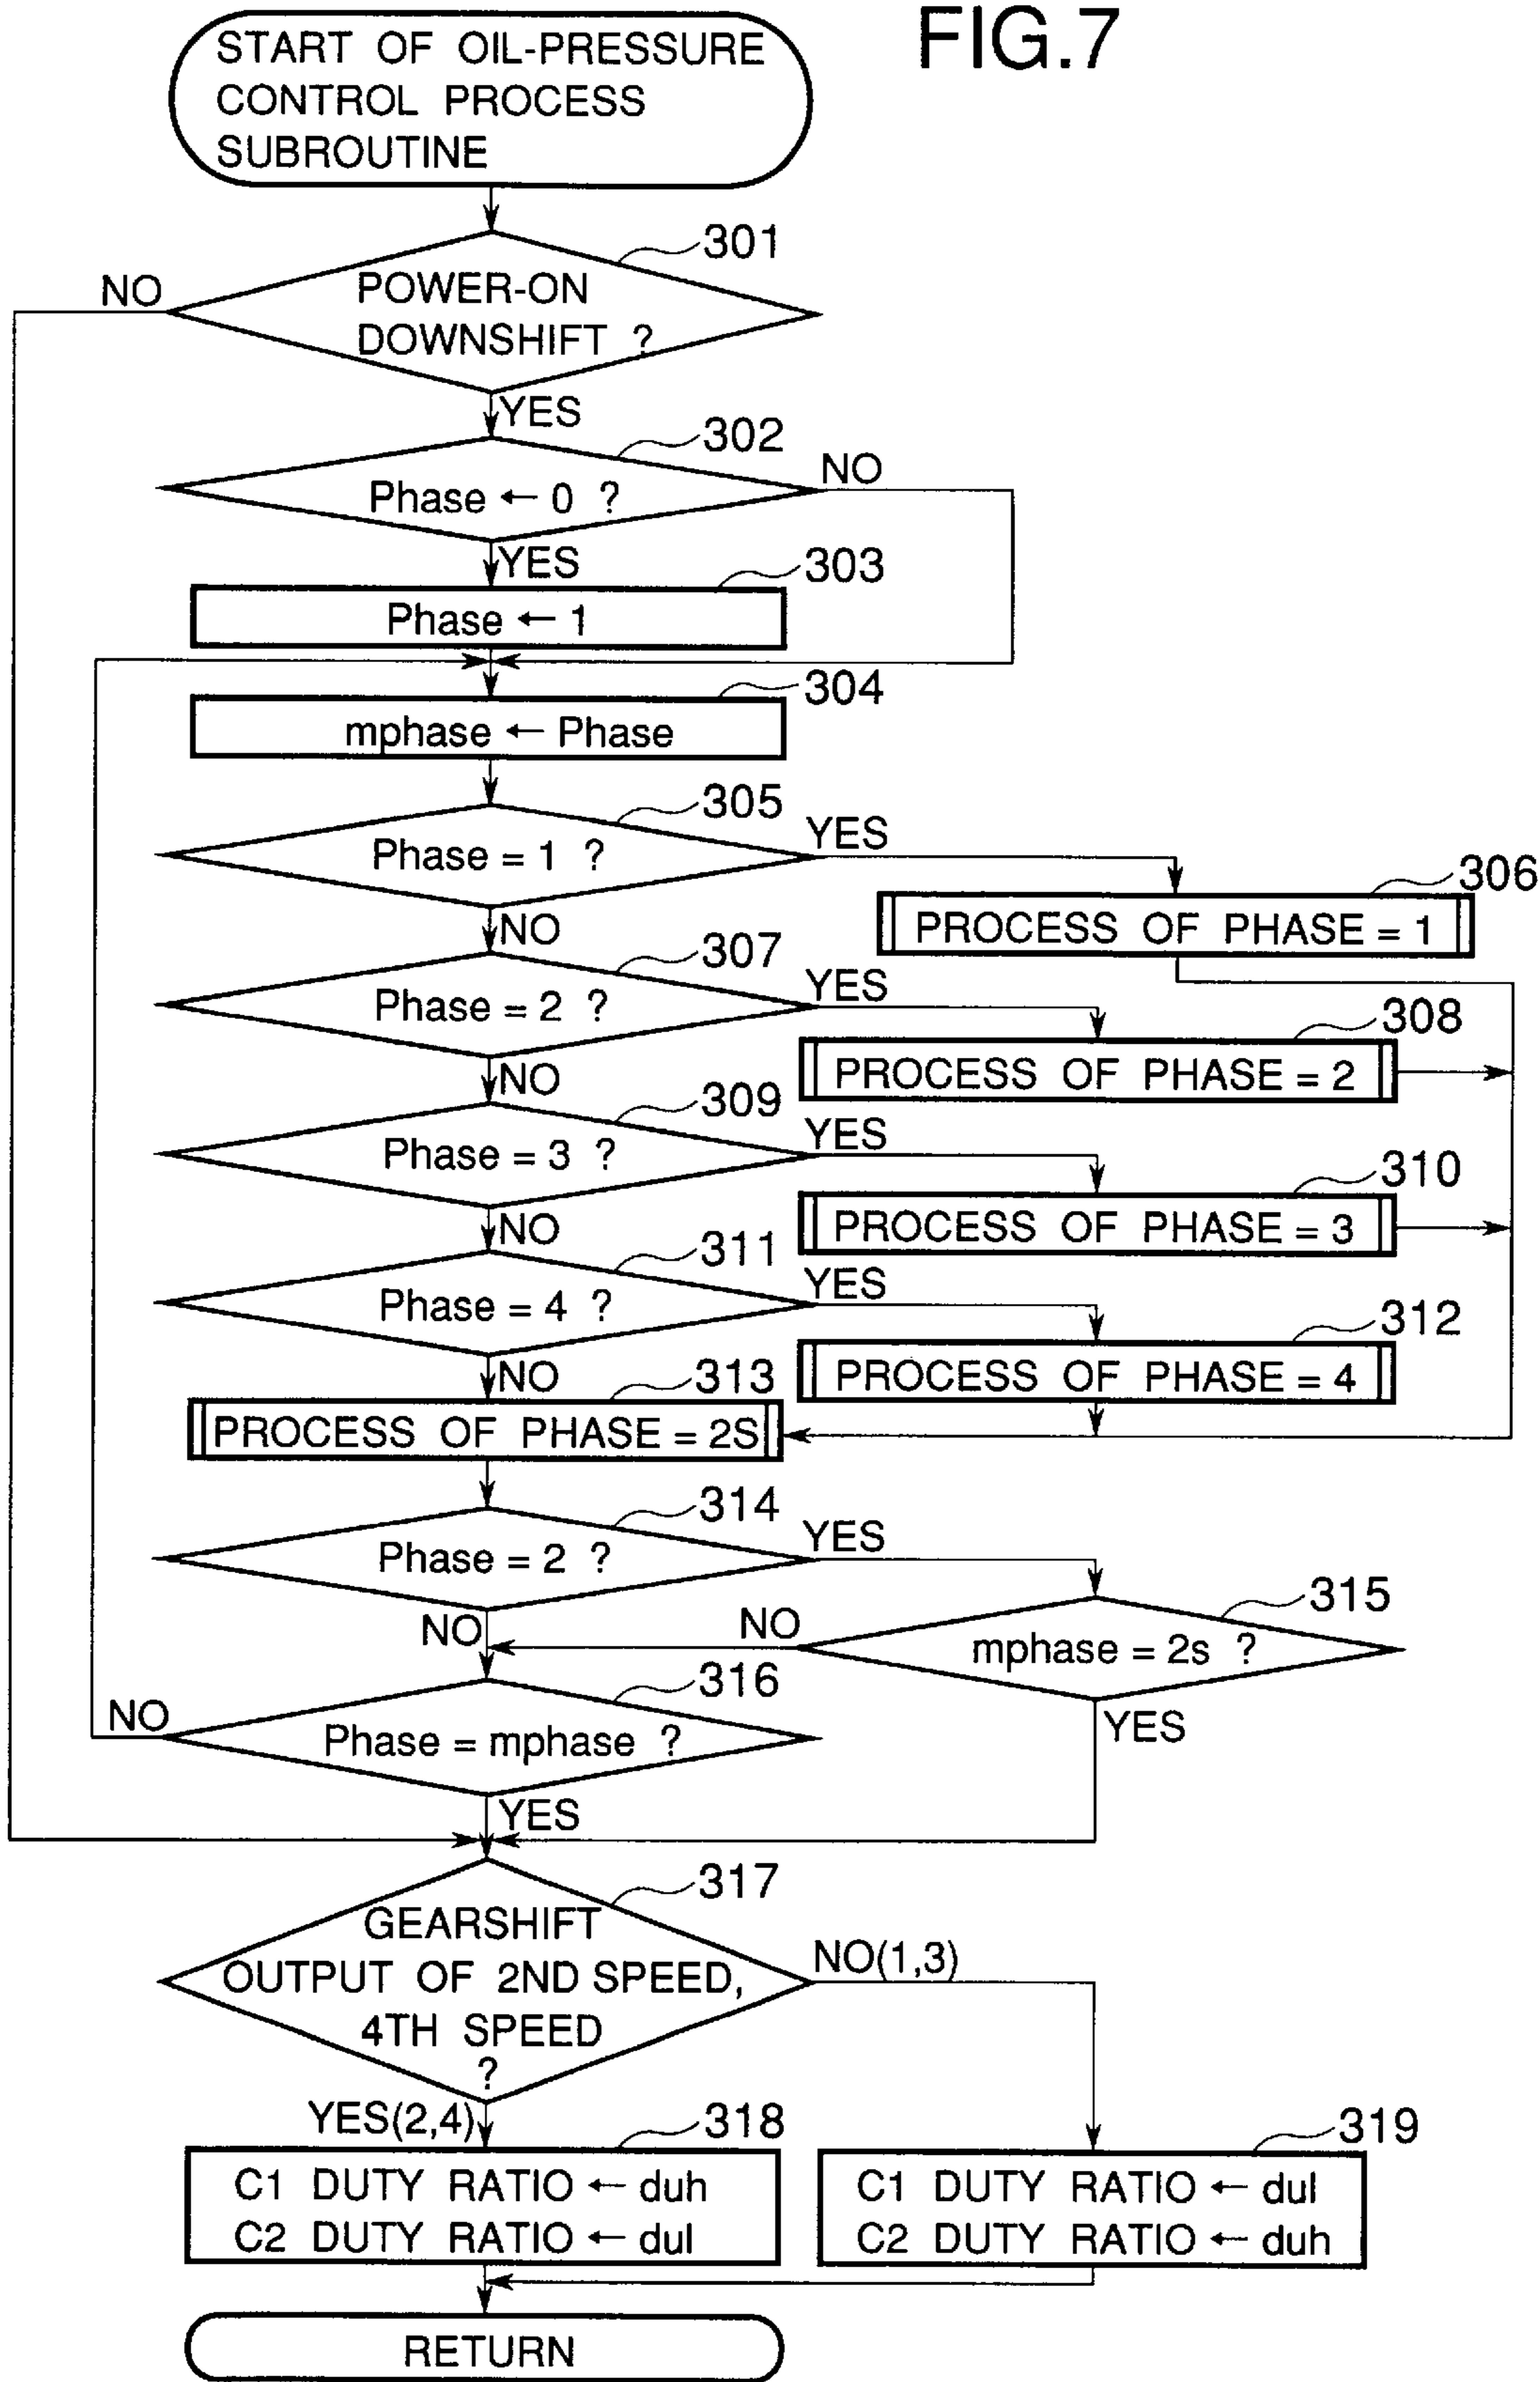 FIG.7
START OF OIL-PRESSURE
CONTROL PROCESS
SUBROUTINE
301
NO
POWER-ON
DOWNSHIFT ?
YES
302
NO
Phase ← 0 ?
YES
303
Phase ← 1
304
mphase ← Phase
305
YES
Phase = 1 ?
306
PROCESS OF PHASE = 1
NO
307
YES
Phase = 2 ?
308
PROCESS OF PHASE = 2
NO
309
YES
Phase = 3 ?
310
PROCESS OF PHASE = 3
NO
311
YES
Phase = 4 ?
312
PROCESS OF PHASE = 4
NO
313
PROCESS OF PHASE = 2S
314
YES
Phase = 2 ?
315
NO
NO
mphase = 2s ?
316
NO
YES
Phase = mphase ?
YES
317
GEARSHIFT
OUTPUT OF 2ND SPEED,
4TH SPEED
?
NO(1,3)
YES(2,4)
318
C1 DUTY RATIO ← duh
C2 DUTY RATIO ← dul
319
C1 DUTY RATIO ← dul
C2 DUTY RATIO ← duh
RETURN